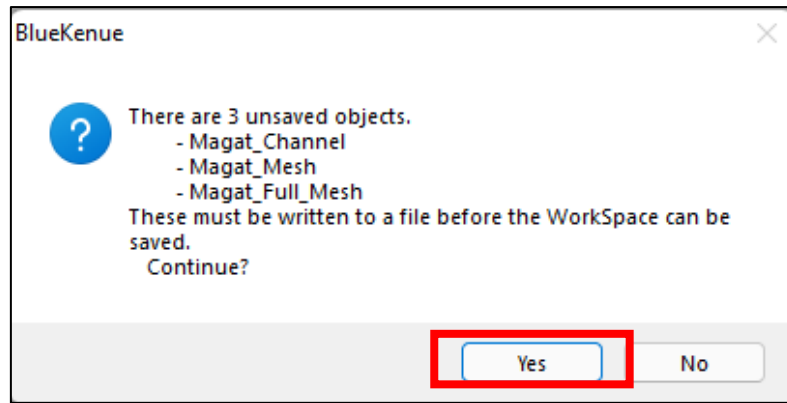 BlueKenue
There are 3 unsaved objects.
- Magat_Channel
- Magat_Mesh
- Magat_Full_Mesh
These must be written to a file before the WorkSpace can be
saved.
Continue?
Yes
No